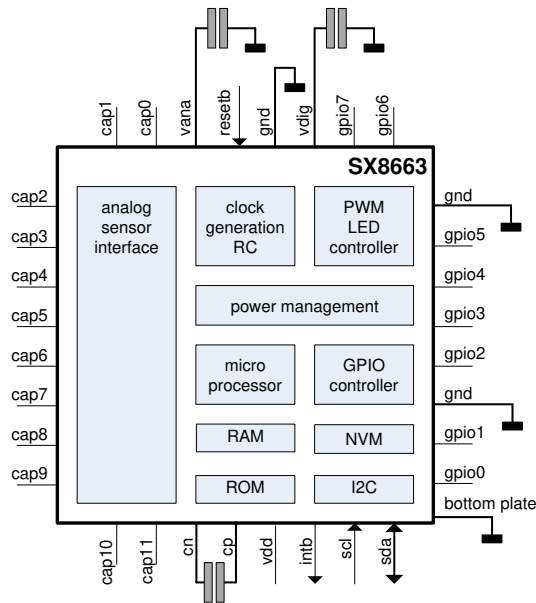 cap1
cap0
vana
resetb
gnd
vdig
gpio7
gpio6
SX8663
cap2
cap3
cap4
cap5
cap6
cap7
cap8
cap9
analog
sensor
interface
clock
generation
RC
PWM
LED
controller
power management
micro
processor
GPIO
controller
RAM
NVM
ROM
I2C
gnd
gpio5
gpio4
gpio3
gpio2
gnd
gpio1
gpio0
bottom plate
cap10
cap11
cn
cp
vdd
intb
scl
sda